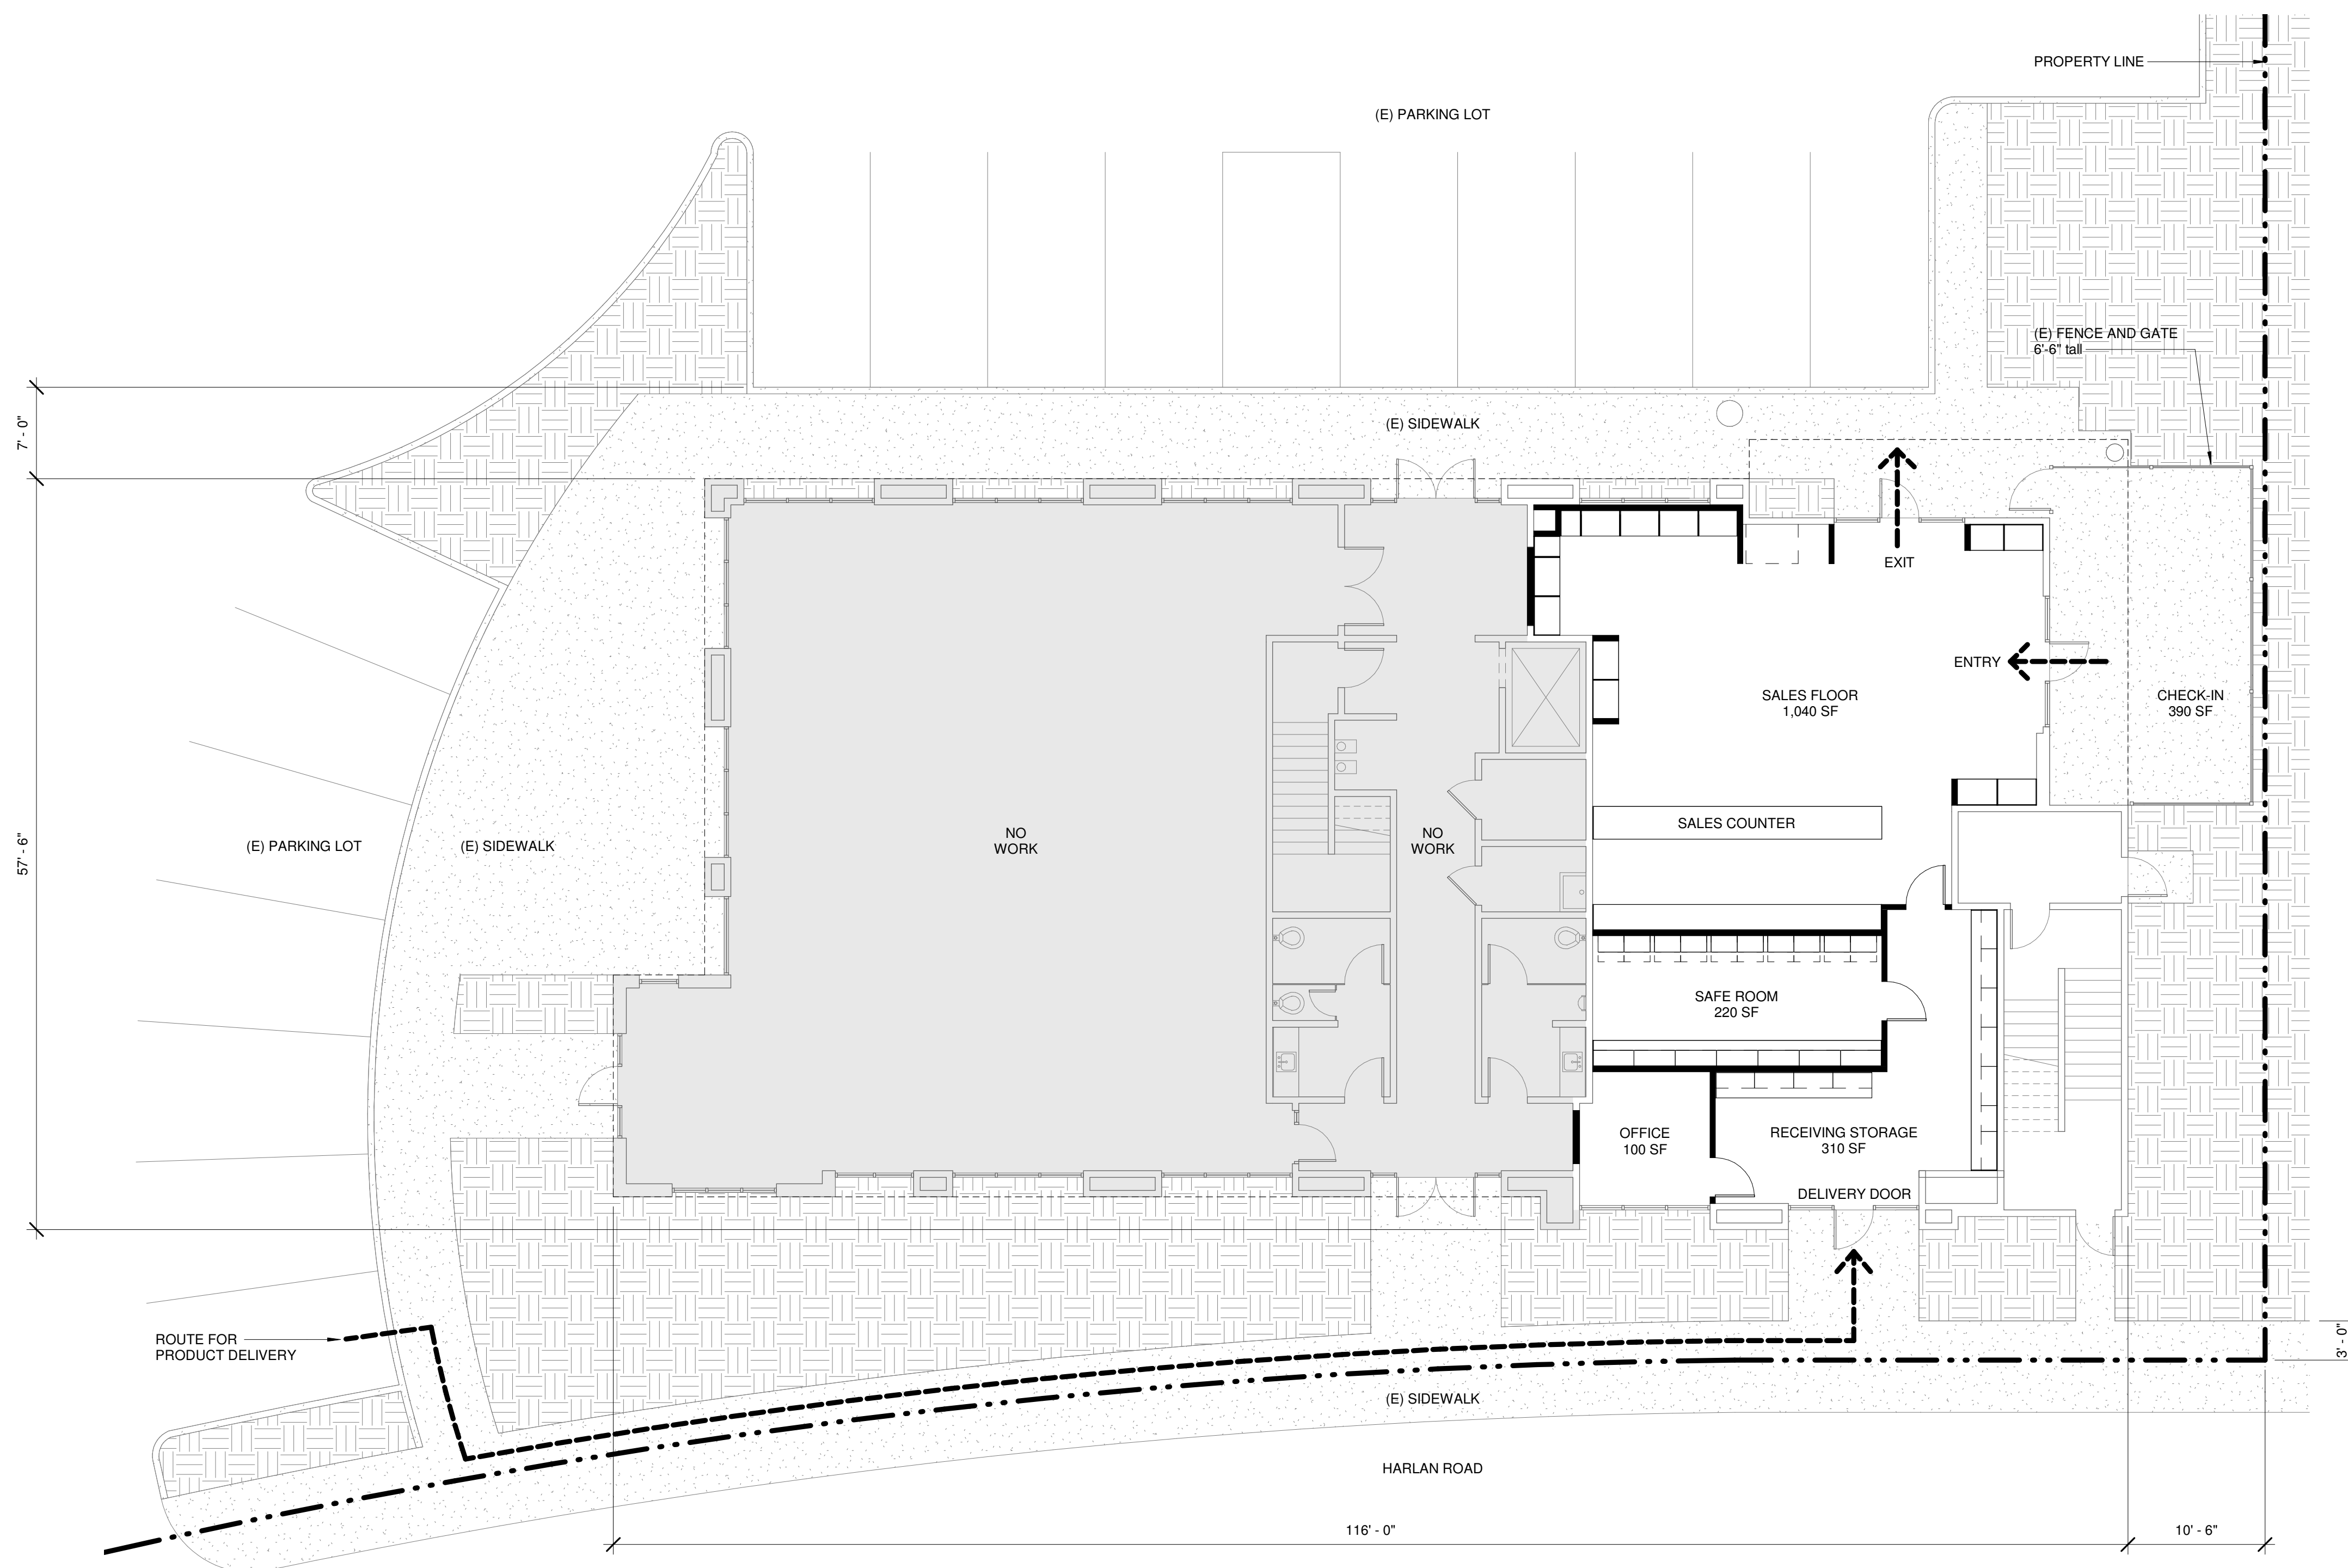 PROPERTY LINE
(E) PARKING LOT
(E) FENCE AND GATE
6'-6" tall
7' - 0"
(E) SIDEWALK
EXIT
ENTRY
SALES FLOOR
1,040 SF
CHECK-IN
390 SF
57' - 6"
(E) PARKING LOT
(E) SIDEWALK
NO
WORK
NO
WORK
SALES COUNTER
SAFE ROOM
220 SF
OFFICE
100 SF
RECEIVING STORAGE
310 SF
DELIVERY DOOR
ROUTE FOR
PRODUCT DELIVERY
3' - 0"
(E) SIDEWALK
HARLAN ROAD
116' - 0"
10' - 6"